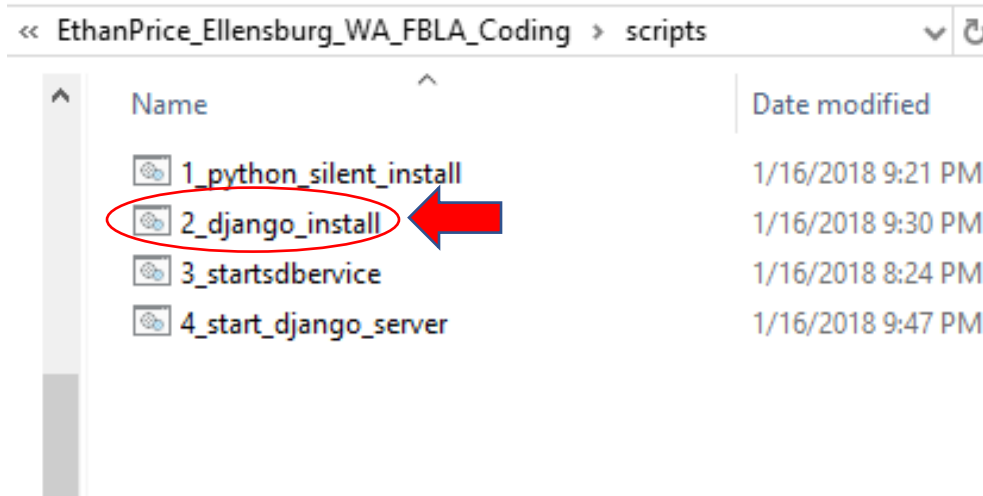 « EthanPrice_Ellensburg_WA_FBLA_Coding > scripts
Name Date modified
1_python_silent_install 1/16/2018 9:21 PM
2_django_install 1/16/2018 9:30 PM
3_startsdbervice 1/16/2018 8:24 PM
4_start_django_server 1/16/2018 9:47 PM